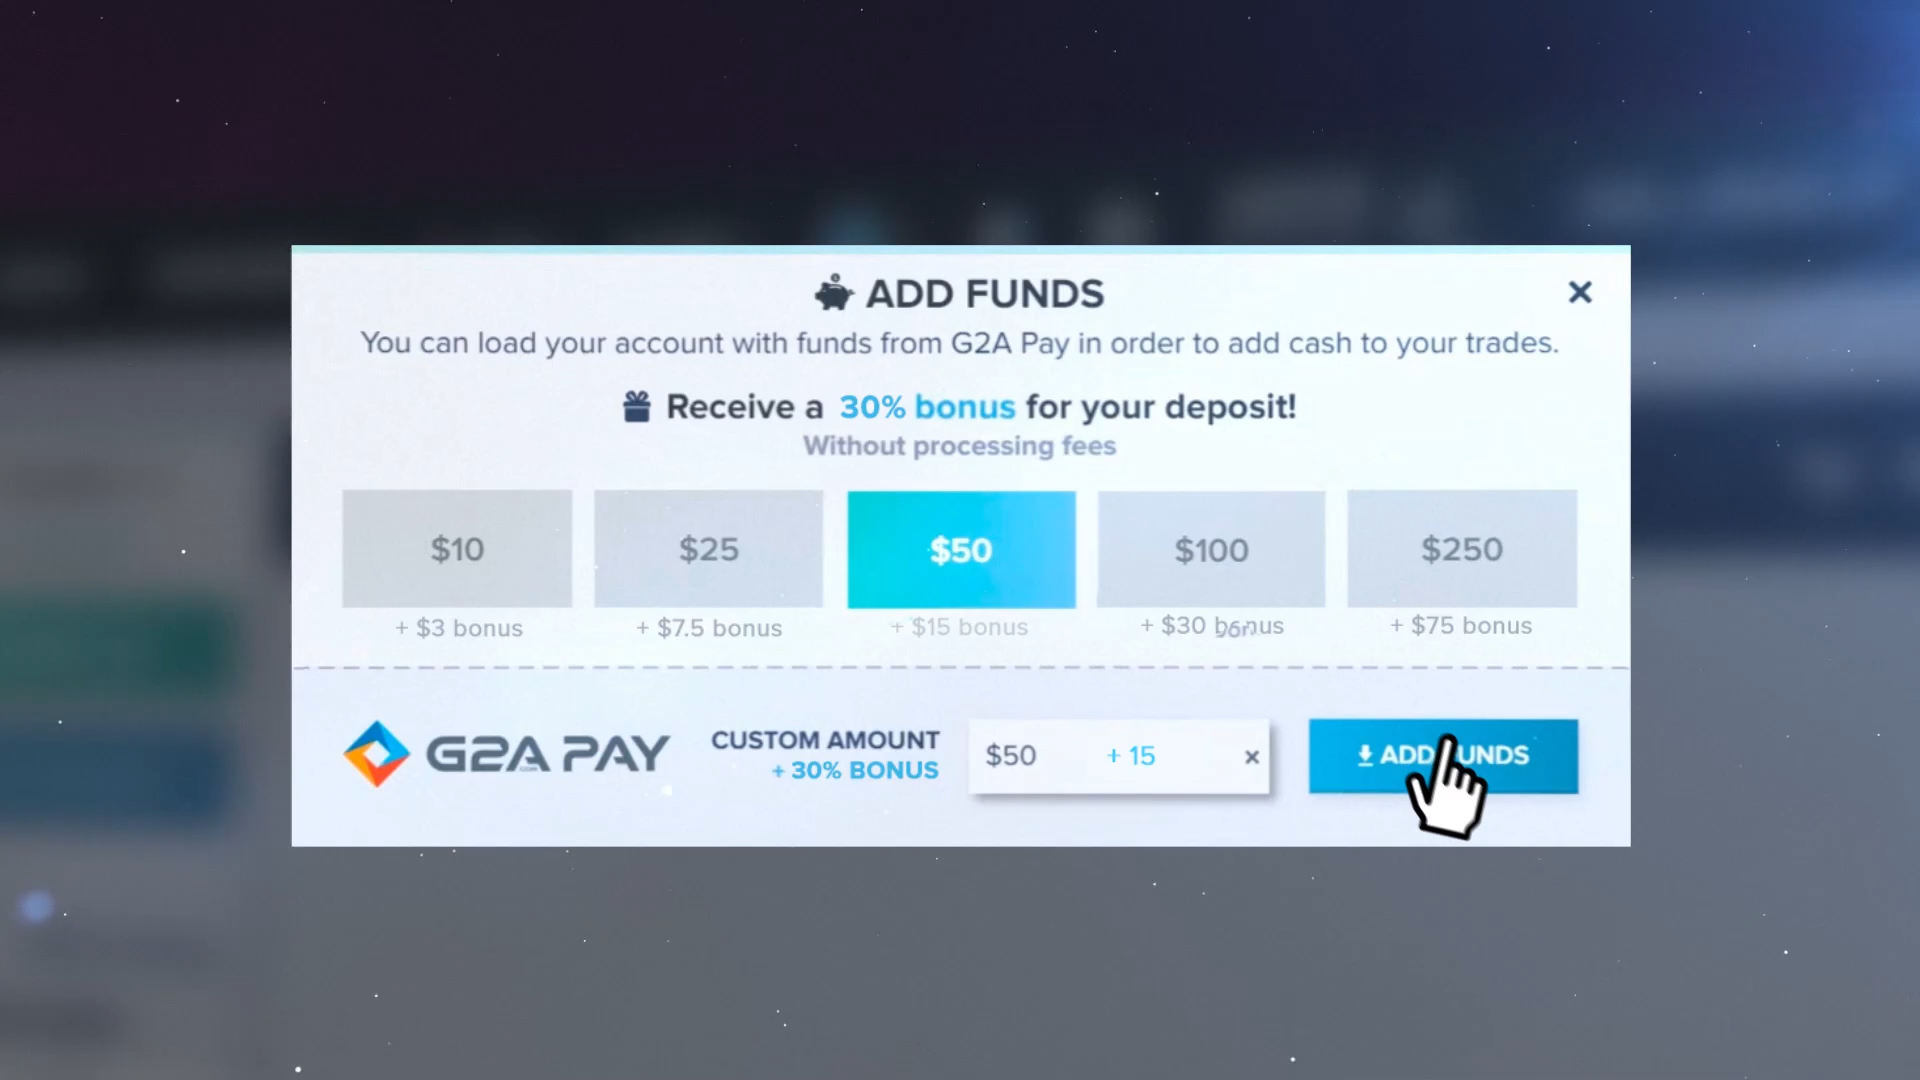 ADD FUNDS
You can load your account with funds from G2A Pay in order to add cash to your trades.
Receive a 30% bonus for your deposit!
Without processing fees
$10 $25 $50 $100 $250
+ $3 bonus + $7.5 bonus + $15 bonus + $30 bonus + $75 bonus
G2A PAY
CUSTOM AMOUNT
+ 30% BONUS
$50 + 15
ADD FUNDS